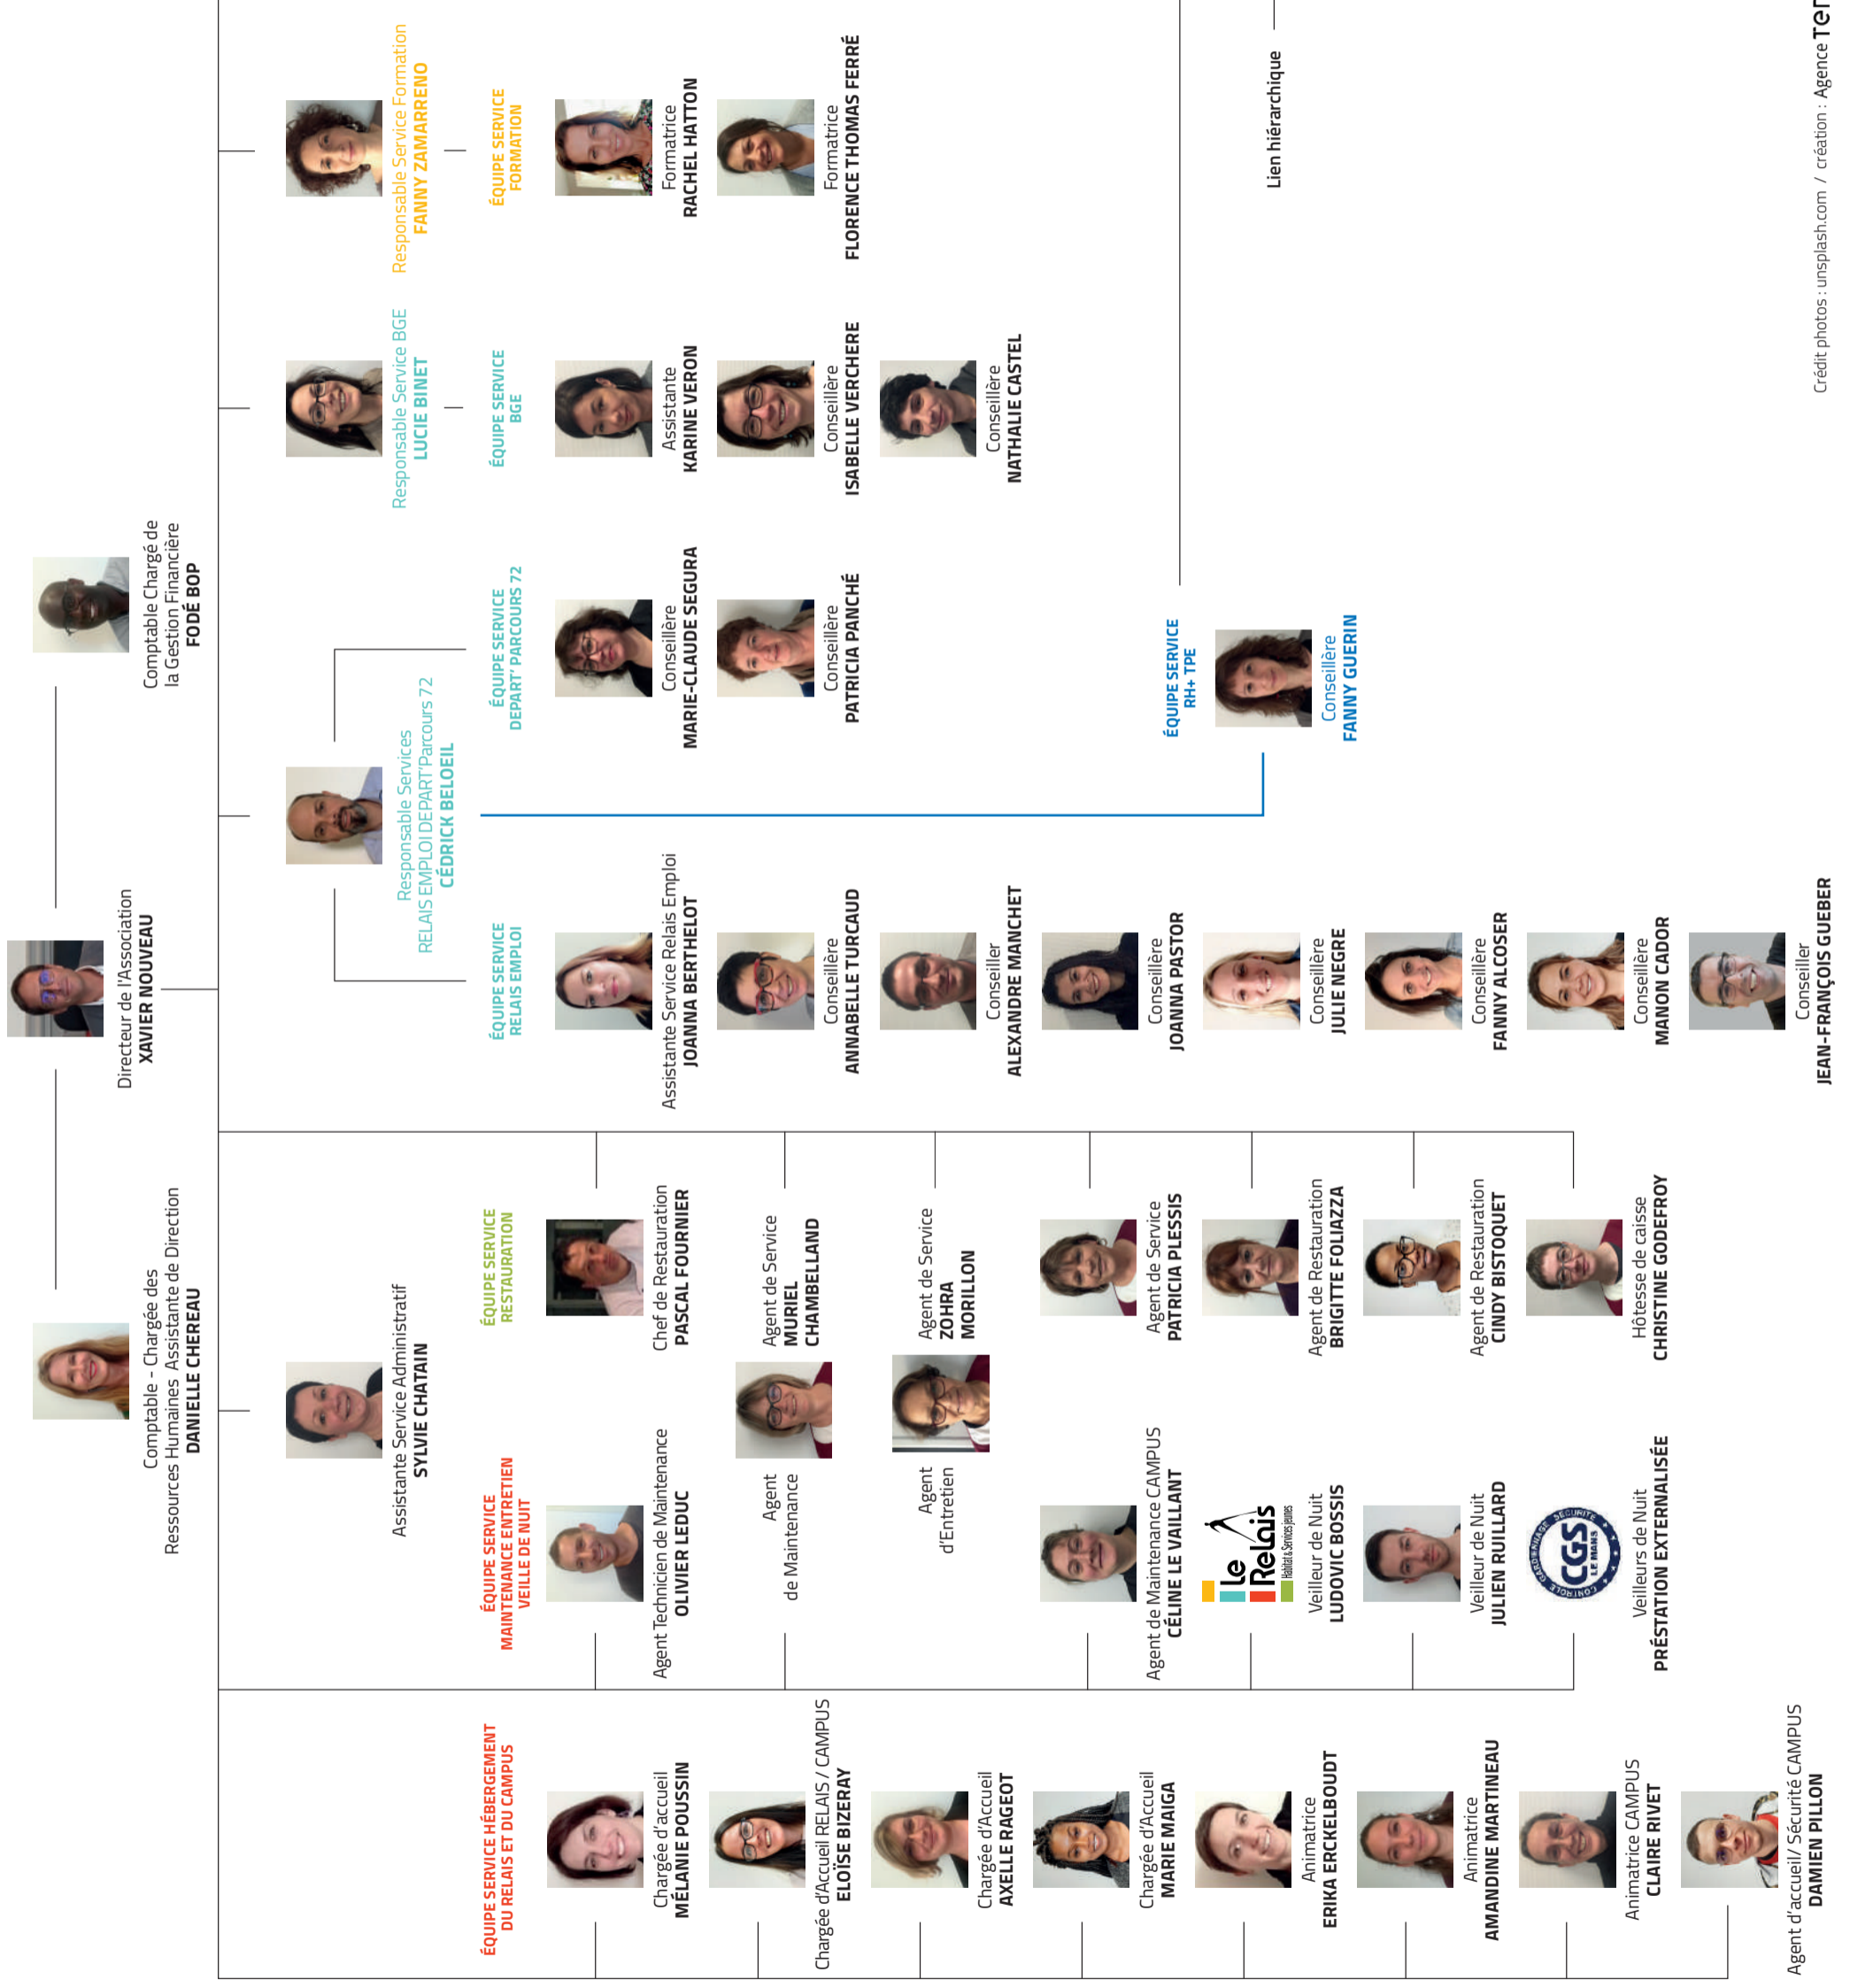 Directeur de l'Association
XAVIER NOUVEAU
Comptable - Chargée des
Ressources Humaines Assistante de Direction
DANIELLE CHEREAU
Comptable Chargé de
la Gestion Financière
FODÉ BOP
Assistante Service Administratif
SYLVIE CHATAIN
Responsable Services
RELAIS EMPLOI DEPART'Parcours 72
CÉDRICK BELOEIL
Responsable Service BGE
LUCIE BINET
Responsable Service Formation
FANNY ZAMARRENO
ÉQUIPE SERVICE HÉBERGEMENT
DU RELAIS ET DU CAMPUS
Chargée d'accueil
MÉLANIE POUSSIN
Chargée d'Accueil RELAIS / CAMPUS
ELOÏSE BIZERAY
Chargée d'Accueil
AXELLE RAGEOT
Chargée d'Accueil
MARIE MAIGA
Animatrice
ERIKA ERCKELBOUDT
Animatrice
AMANDINE MARTINEAU
Animatrice CAMPUS
CLAIRE RIVET
Agent d'accueil/ Sécurité CAMPUS
DAMIEN PILLON
ÉQUIPE SERVICE
MAINTENANCE ENTRETIEN
VEILLE DE NUIT
Agent Technicien de Maintenance
OLIVIER LEDUC
Agent
de Maintenance
Agent de Service
MURIEL
CHAMBELLAND
Agent
d'Entretien
Agent de Service
ZOHRA
MORILLON
Agent de Maintenance CAMPUS
CÉLINE LE VAILLANT
Le
Relais
Habitat & Services jeunes
Veilleur de Nuit
LUDOVIC BOSSIS
Veilleur de Nuit
JULIEN RUILLARD
CONTROLE GARDIENNAGE SECURITE
CGS
LE MANS
Veilleurs de Nuit
PRÉSTATION EXTERNALISÉE
ÉQUIPE SERVICE
RESTAURATION
Chef de Restauration
PASCAL FOURNIER
Agent de Service
PATRICIA PLESSIS
Agent de Restauration
BRIGITTE FOLIAZZA
Agent de Restauration
CINDY BISTOQUET
Hôtesse de caisse
CHRISTINE GODEFROY
ÉQUIPE SERVICE
RELAIS EMPLOI
Assistante Service Relais Emploi
JOANNA BERTHELOT
Conseillère
ANNABELLE TURCAUD
Conseiller
ALEXANDRE MANCHET
Conseillère
JOANNA PASTOR
Conseillère
JULIE NEGRE
Conseillère
FANNY ALCOSER
Conseillère
MANON CADOR
Conseiller
JEAN-FRANÇOIS GUEBER
ÉQUIPE SERVICE
DEPART' PARCOURS 72
Conseillère
MARIE-CLAUDE SEGURA
Conseillère
PATRICIA PANCHÉ
ÉQUIPE SERVICE
RH+ TPE
Conseillère
FANNY GUERIN
ÉQUIPE SERVICE
BGE
Assistante
KARINE VERON
Conseillère
ISABELLE VERCHERE
Conseillère
NATHALIE CASTEL
ÉQUIPE SERVICE
FORMATION
Formatrice
RACHEL HATTON
Formatrice
FLORENCE THOMAS FERRÉ
Lien hiérarchique
Crédit photos : unsplash.com / création : Agence